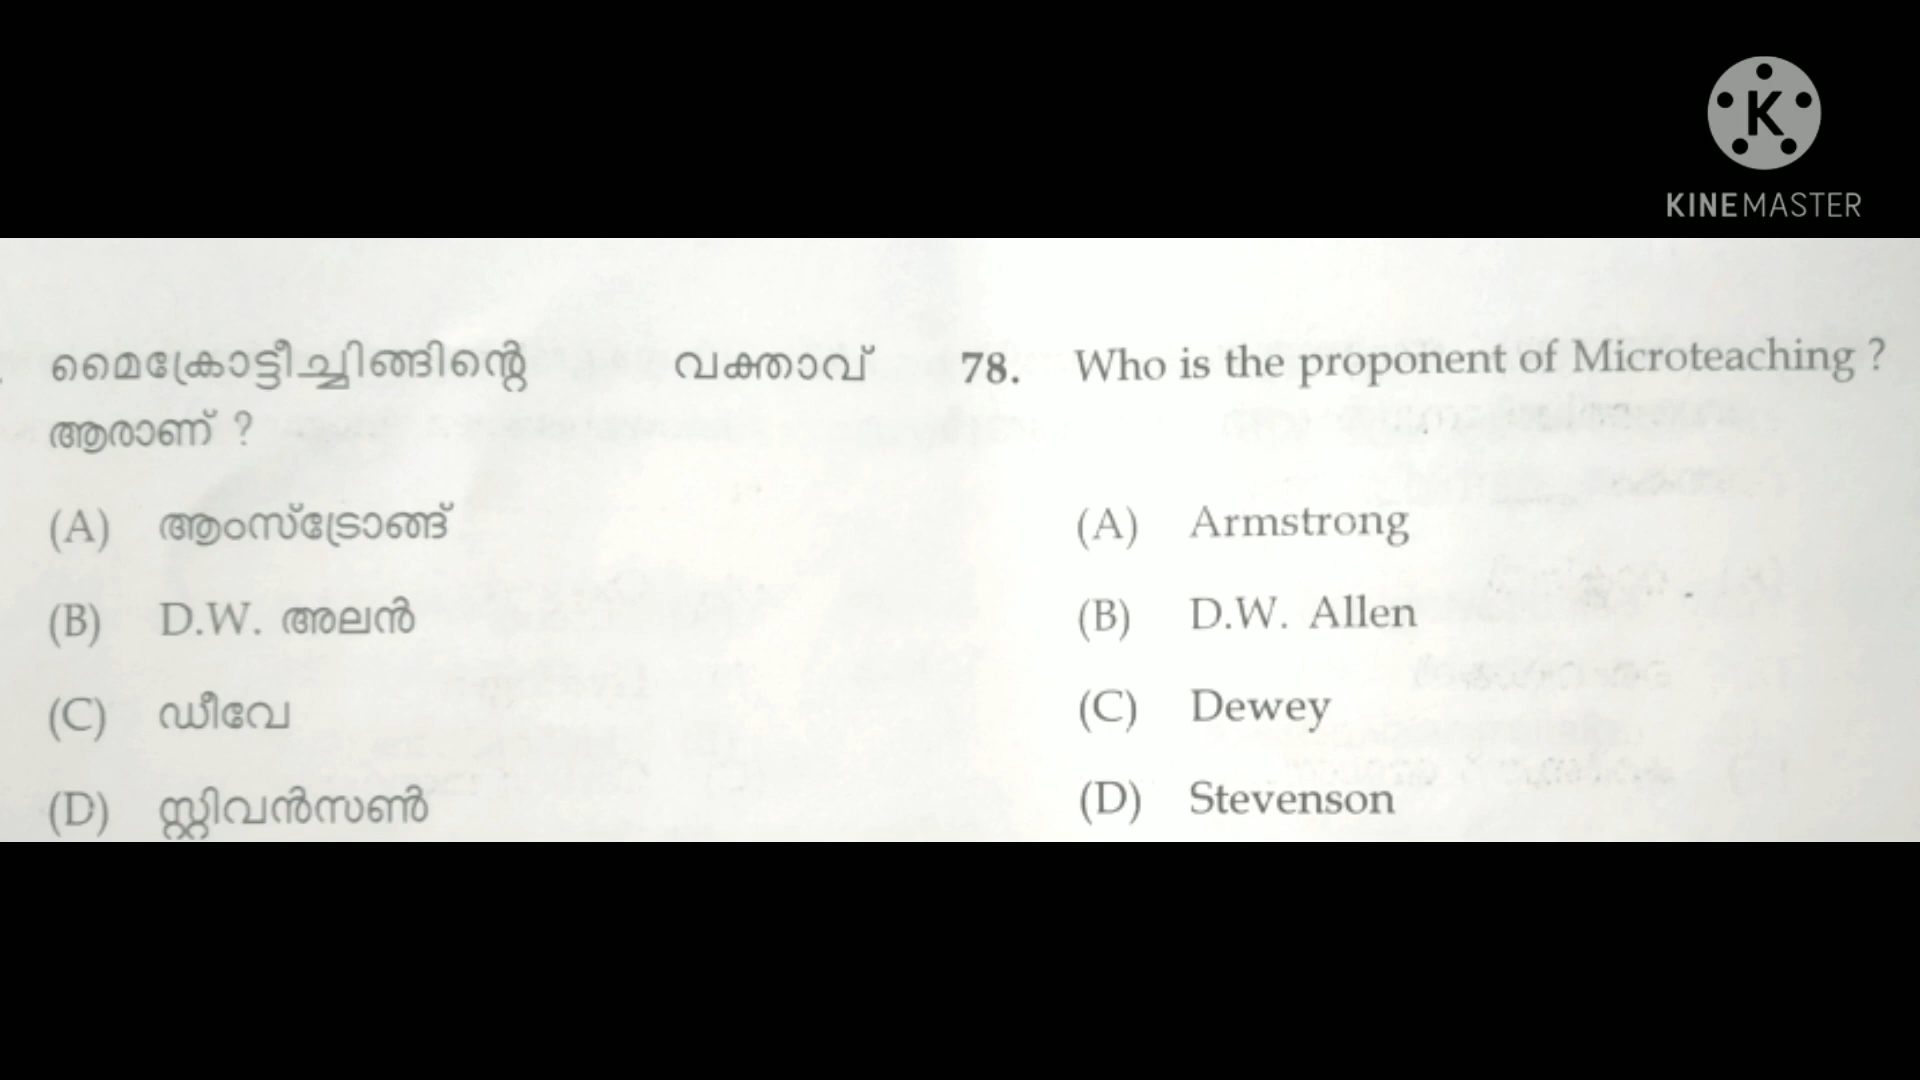 KINEMASTER
മൈക്രോട്ടീച്ചിങ്ങിന്റെ വക്താവ്
ആരാണ് ?
(A) ആംസ്ട്രോങ്ങ്
(B) D.W. അലൻ
(C) ഡീവേ
(D) സ്റ്റിവൻസൺ
78. Who is the proponent of Microteaching ?
(A) Armstrong
(B) D.W. Allen
(C) Dewey
(D) Stevenson